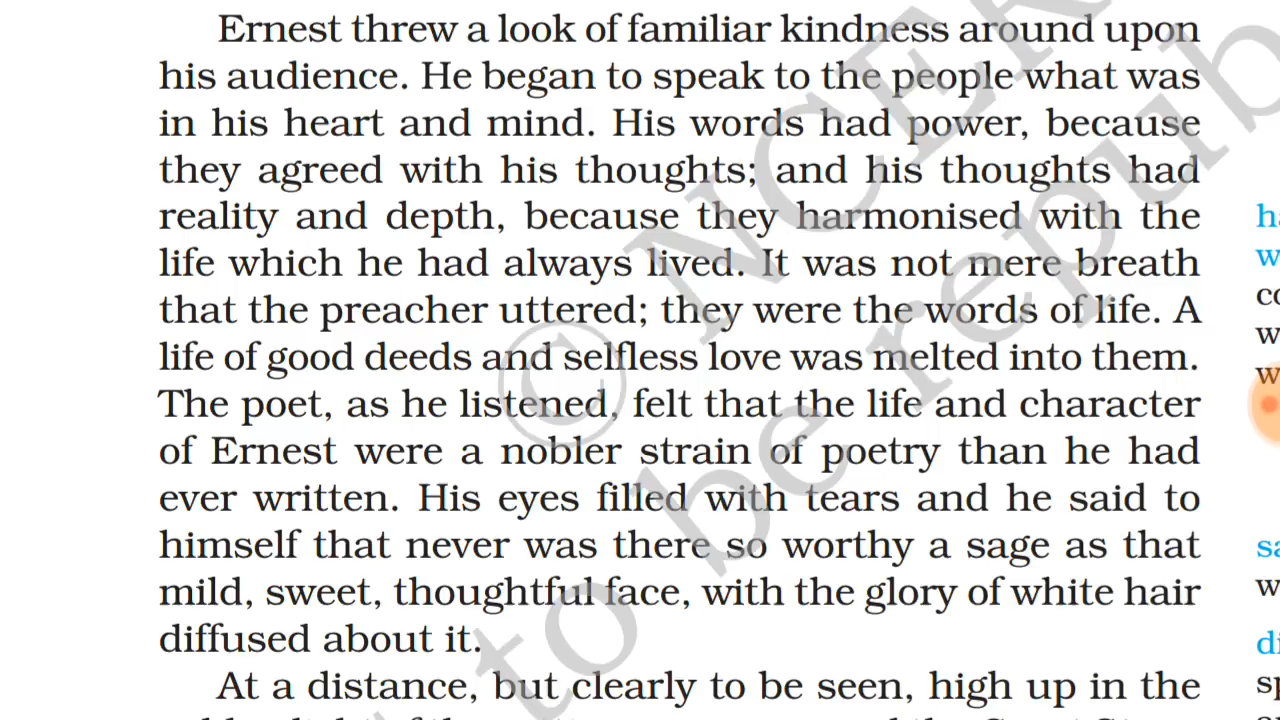 Ernest threw a look of familiar kindness around upon
his audience. He began to speak to the people what was
in his heart and mind. His words had power, because
they agreed with his thoughts; and his thoughts had
reality and depth, because they harmonised with the
life which he had always lived. It was not mere breath
that the preacher uttered; they were the words of life. A
life of good deeds and selfless love was melted into them.
The poet, as he listened, felt that the life and character
of Ernest were a nobler strain of poetry than he had
ever written. His eyes filled with tears and he said to
himself that never was there so worthy a sage as that
mild, sweet, thoughtful face, with the glory of white hair
diffused about it.
At a distance, but clearly to be seen, high up in the
© NCER
to be repub